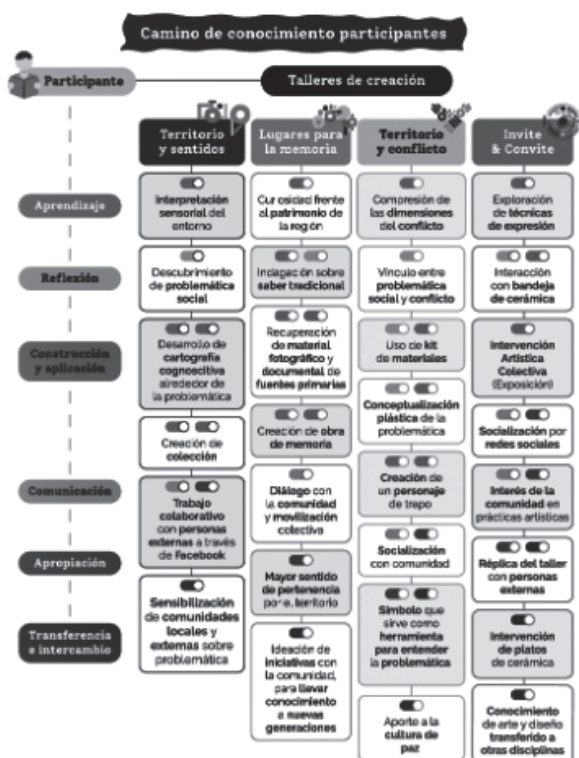 Camino de conocimiento participantes
Participante
Talleres de creación
Territorio
y sentidos
Lugares para
la memoria
Territorio
y conflicto
Invite
& Convite
Aprendizaje
Reflexión
Construcción
y aplicación
Comunicación
Apropiación
Transferencia
e intercambio
Interpretación
sensorial del
entorno
Descubrimiento
de problemática
social
Desarrollo de
cartografía
cognoscitiva
alrededor de
la problemática
Creación de
colección
Trabajo
colaborativo
con personas
externas a través
de Facebook
Sensibilización
de comunidades
locales y
externas sobre
problemática
Curiosidad frente
al patrimonio de
la región
Indagación sobre
saber tradicional
Recuperación
de material
fotográfico y
documental de
fuentes primarias
Creación de obra
de memoria
Diálogo con
la comunidad
y movilización
colectiva
Mayor sentido
de pertenencia
por el territorio
Ideación de
iniciativas con
la comunidad,
para llevar
conocimiento
a nuevas
generaciones
Compresión de
las dimensiones
del conflicto
Vínculo entre
problemática
social y conflicto
Uso de kit
de materiales
Conceptualización
plástica de la
problemática
Creación de
un personaje
de trapo
Socialización
con comunidad
Símbolo que
sirve como
herramienta
para entender
la problemática
Aporte a la
cultura de
paz
Exploración
de técnicas
de expresión
Interacción
con bandeja
de cerámica
Intervención
Artística
Colectiva
(Exposición)
Socialización por
redes sociales
Interés de la
comunidad en
prácticas artísticas
Réplica del taller
con personas
externas
Intervención
de platos
de cerámica
Conocimiento
de arte y diseño
transferido a
otras disciplinas